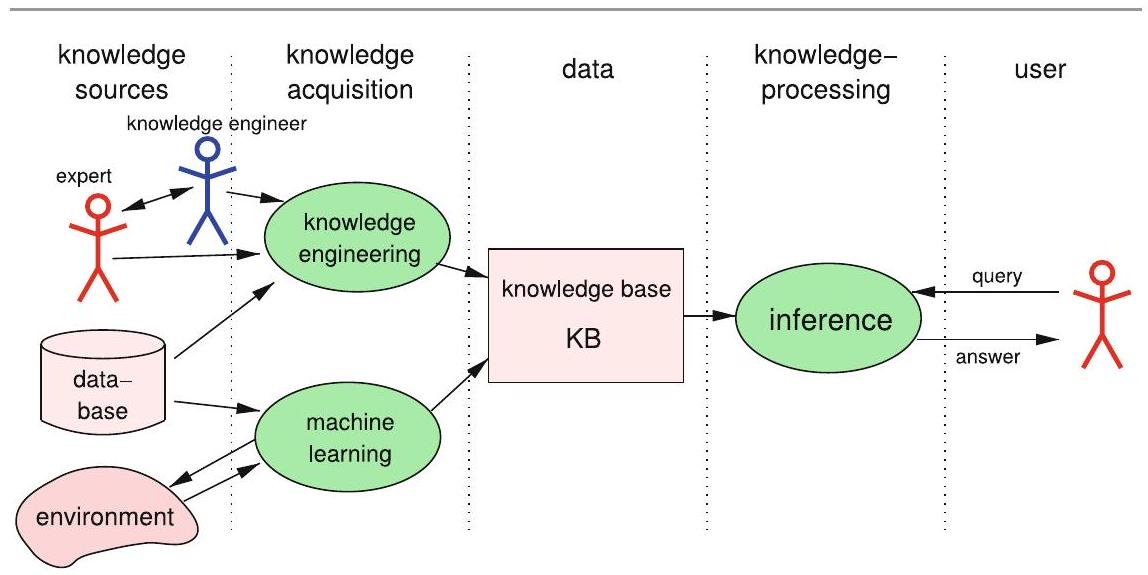 knowledge
sources
knowledge
acquisition
data
knowledge–
processing
user
knowledge engineer
expert
knowledge
engineering
data–
base
machine
learning
environment
knowledge base
KB
inference
query
answer